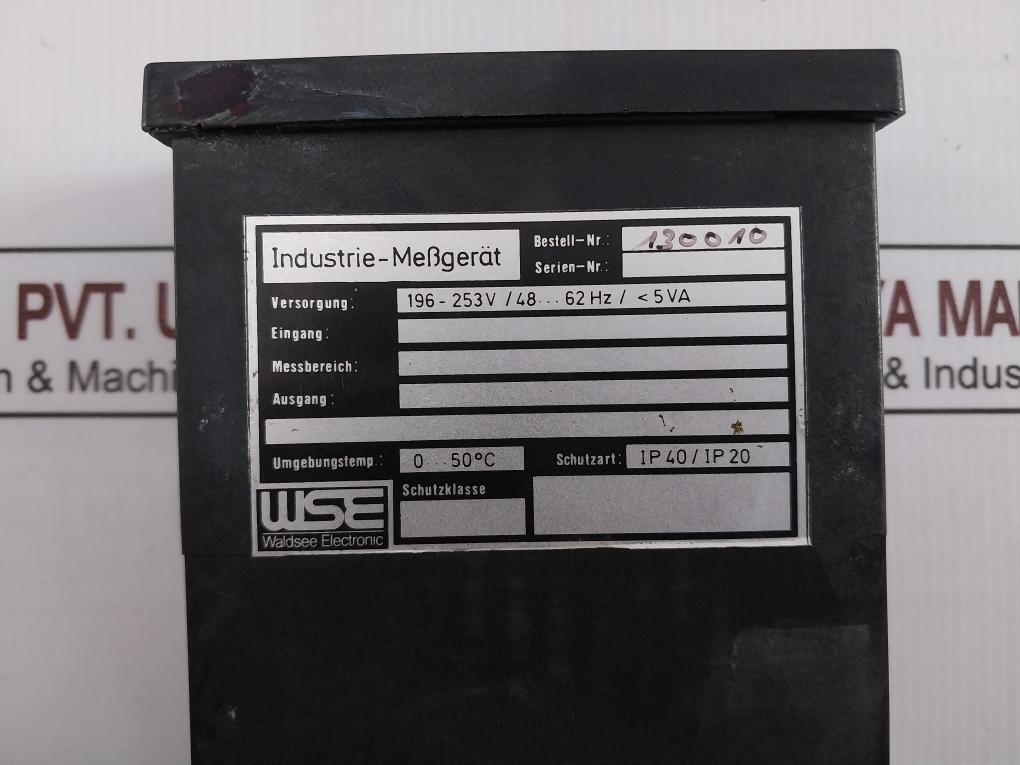 Industrie-Meßgerät
Bestell-Nr.: 130010
Serien-Nr.:
Versorgung: 196 - 253V / 48 ... 62 Hz / < 5 VA
Eingang:
Messbereich:
Ausgang:
Umgebungstemp.: 0 ... 50°C
Schutzart: IP 40 / IP 20
Schutzklasse
WSE
Waldsee Electronic
PVT.
& Machi
A MA
& Indus